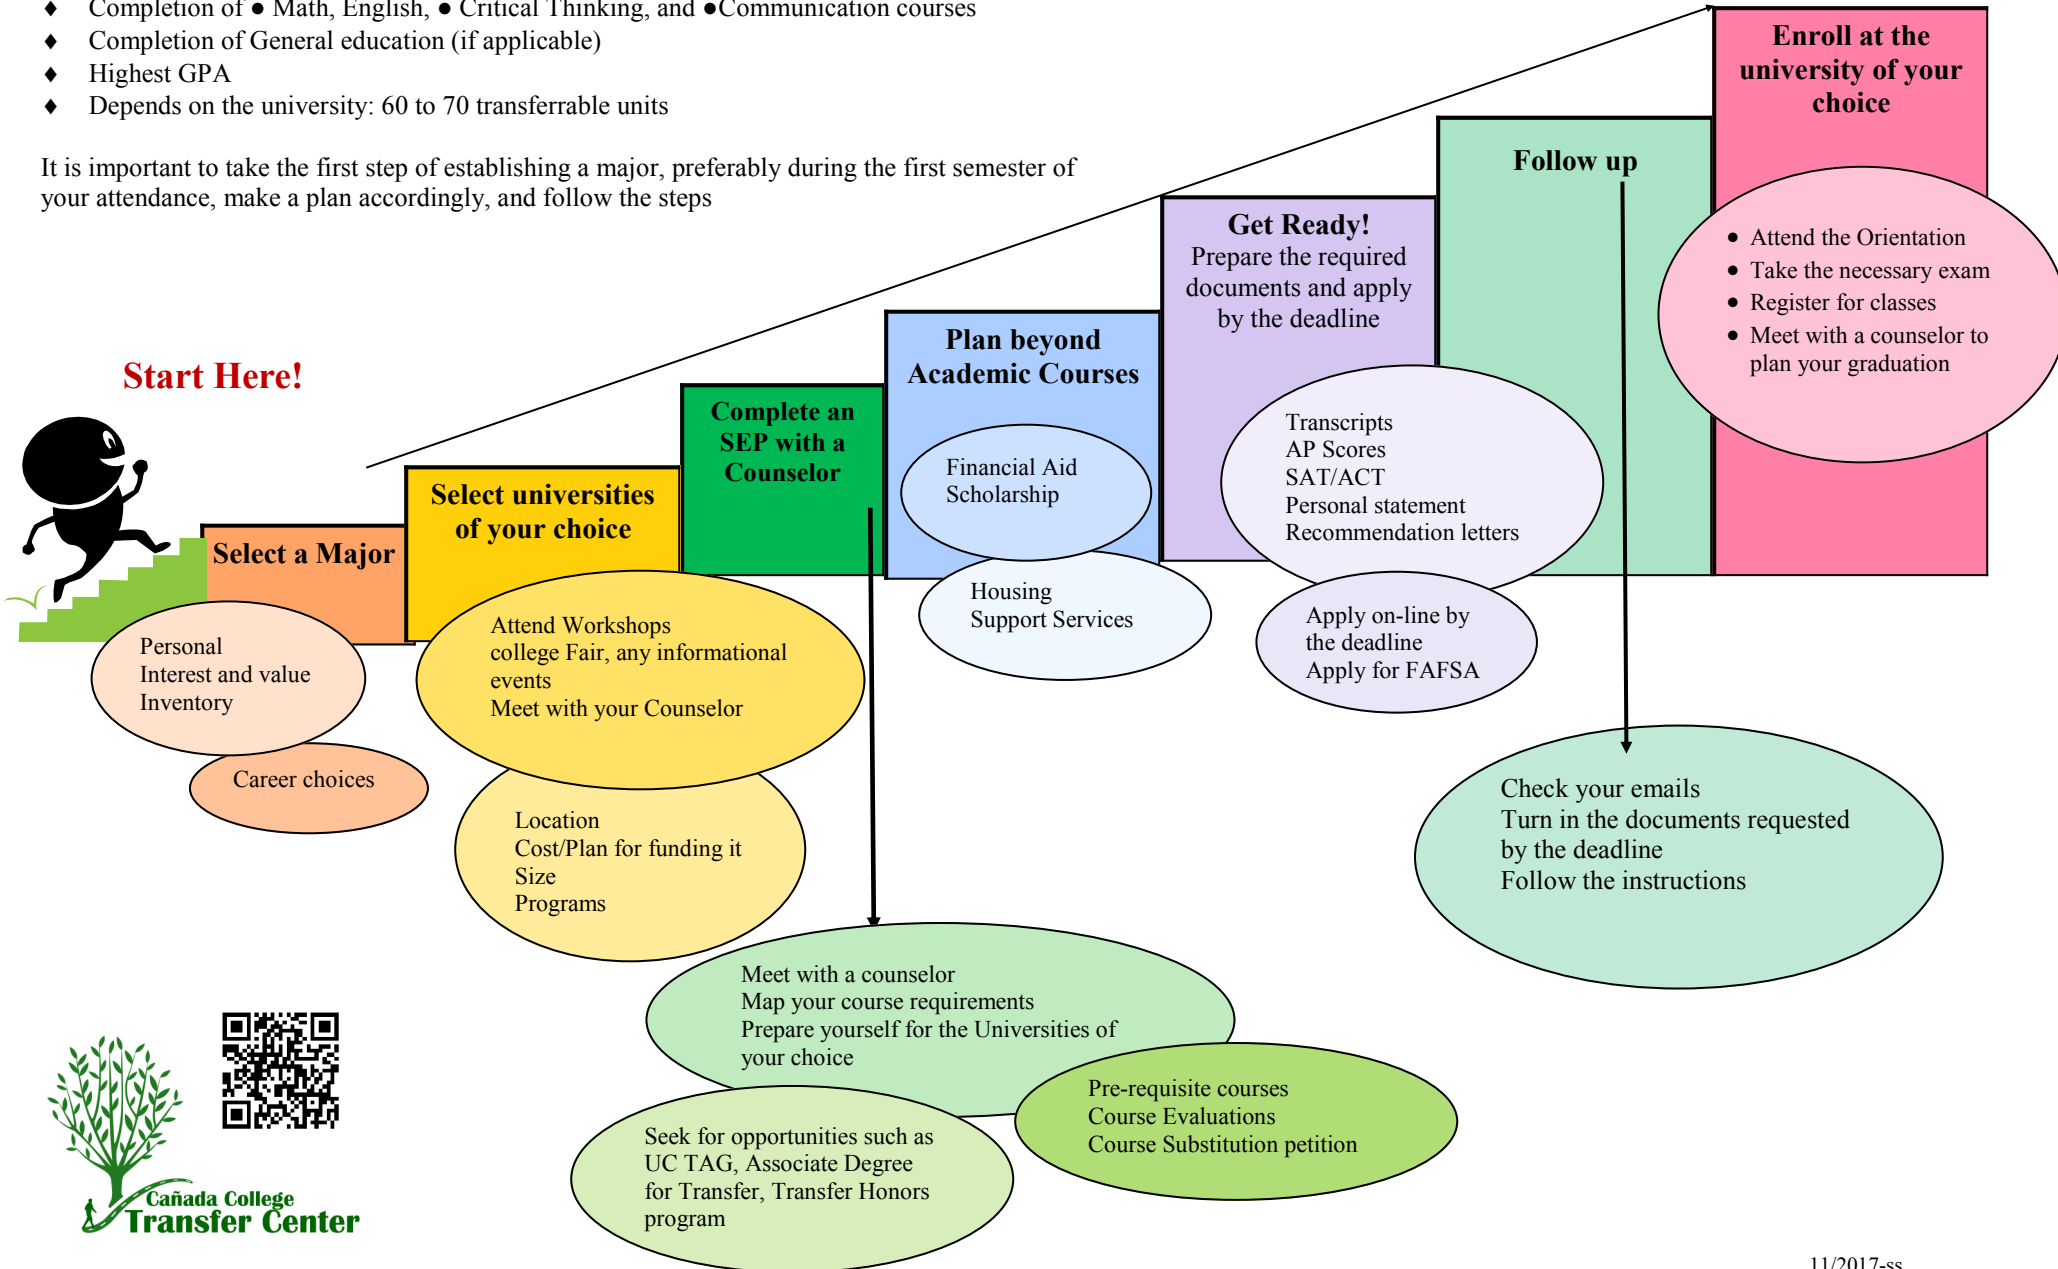 ♦ Completion of ● Math, English, ● Critical Thinking, and ●Communication courses
♦ Completion of General education (if applicable)
♦ Highest GPA
♦ Depends on the university: 60 to 70 transferrable units
It is important to take the first step of establishing a major, preferably during the first semester of
your attendance, make a plan accordingly, and follow the steps
Start Here!
Select a Major
Personal
Interest and value
Inventory
Career choices
Select universities
of your choice
Attend Workshops
college Fair, any informational
events
Meet with your Counselor
Location
Cost/Plan for funding it
Size
Programs
Complete an
SEP with a
Counselor
Meet with a counselor
Map your course requirements
Prepare yourself for the Universities of
your choice
Pre-requisite courses
Course Evaluations
Course Substitution petition
Seek for opportunities such as
UC TAG, Associate Degree
for Transfer, Transfer Honors
program
Plan beyond
Academic Courses
Financial Aid
Scholarship
Housing
Support Services
Get Ready!
Prepare the required
documents and apply
by the deadline
Transcripts
AP Scores
SAT/ACT
Personal statement
Recommendation letters
Apply on-line by
the deadline
Apply for FAFSA
Follow up
Check your emails
Turn in the documents requested
by the deadline
Follow the instructions
Enroll at the
university of your
choice
● Attend the Orientation
● Take the necessary exam
● Register for classes
● Meet with a counselor to
plan your graduation
Cañada College
Transfer Center
11/2017-ss